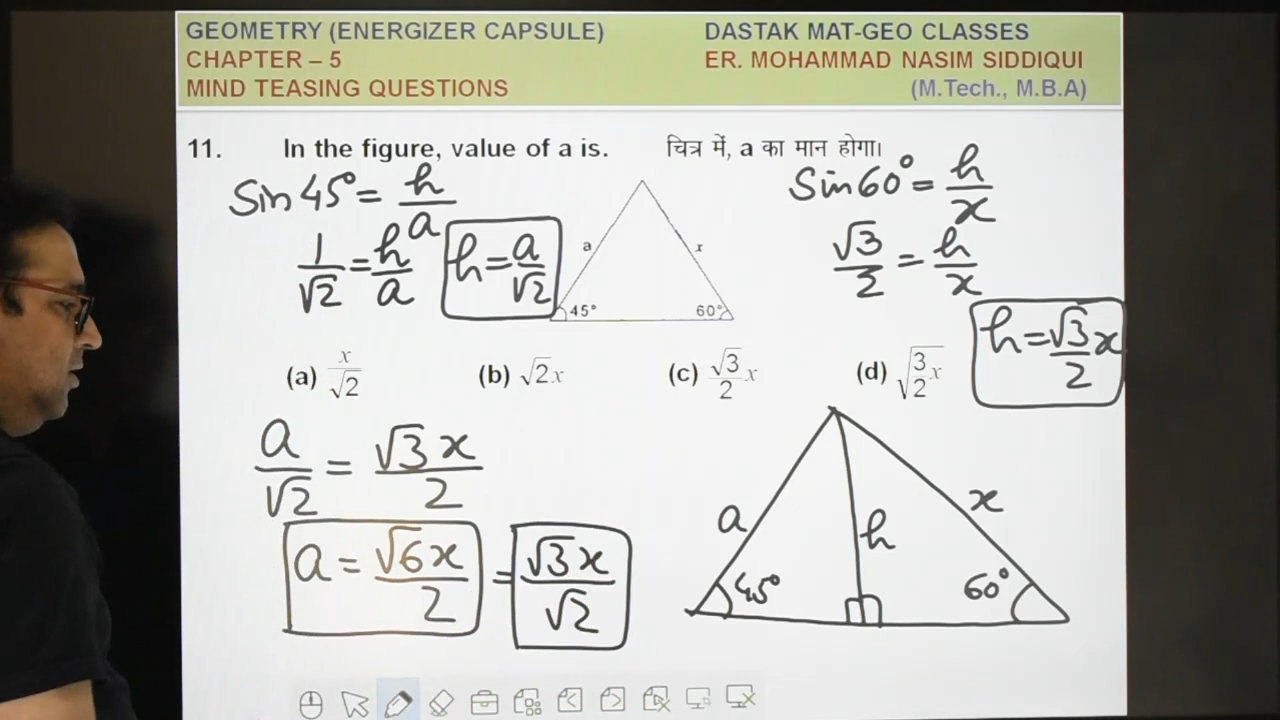 GEOMETRY (ENERGIZER CAPSULE)
DASTAK MAT-GEO CLASSES
CHAPTER – 5
ER. MOHAMMAD NASIM SIDDIQUI
MIND TEASING QUESTIONS
(M.Tech., M.B.A)
11. In the figure, value of a is. चित्र में, a का मान होगा।
Sin 45° = h/a
1/√2 = h/a
h = a/√2
Sin 60° = h/x
√3/2 = h/x
h = √3x/2
a
x
45°
60°
(a) x/√2 (b) √2x (c) √3/2 x (d) √(3/2 x)
a/√2 = √3x/2
a = √6x/2 = √3x/√2
a
h
x
45°
60°